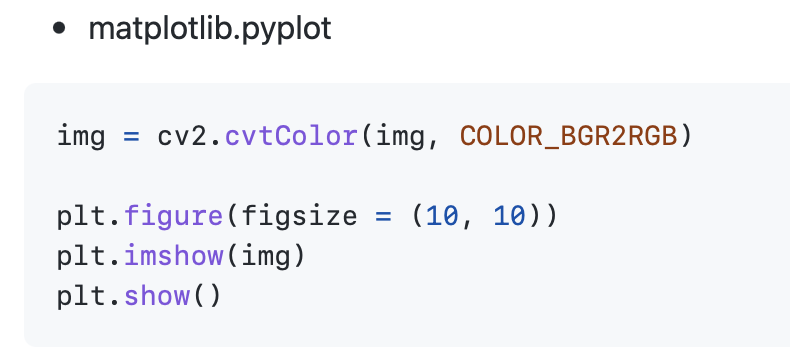 • matplotlib.pyplot
img = cv2.cvtColor(img, COLOR_BGR2RGB)
plt.figure(figsize = (10, 10))
plt.imshow(img)
plt.show()